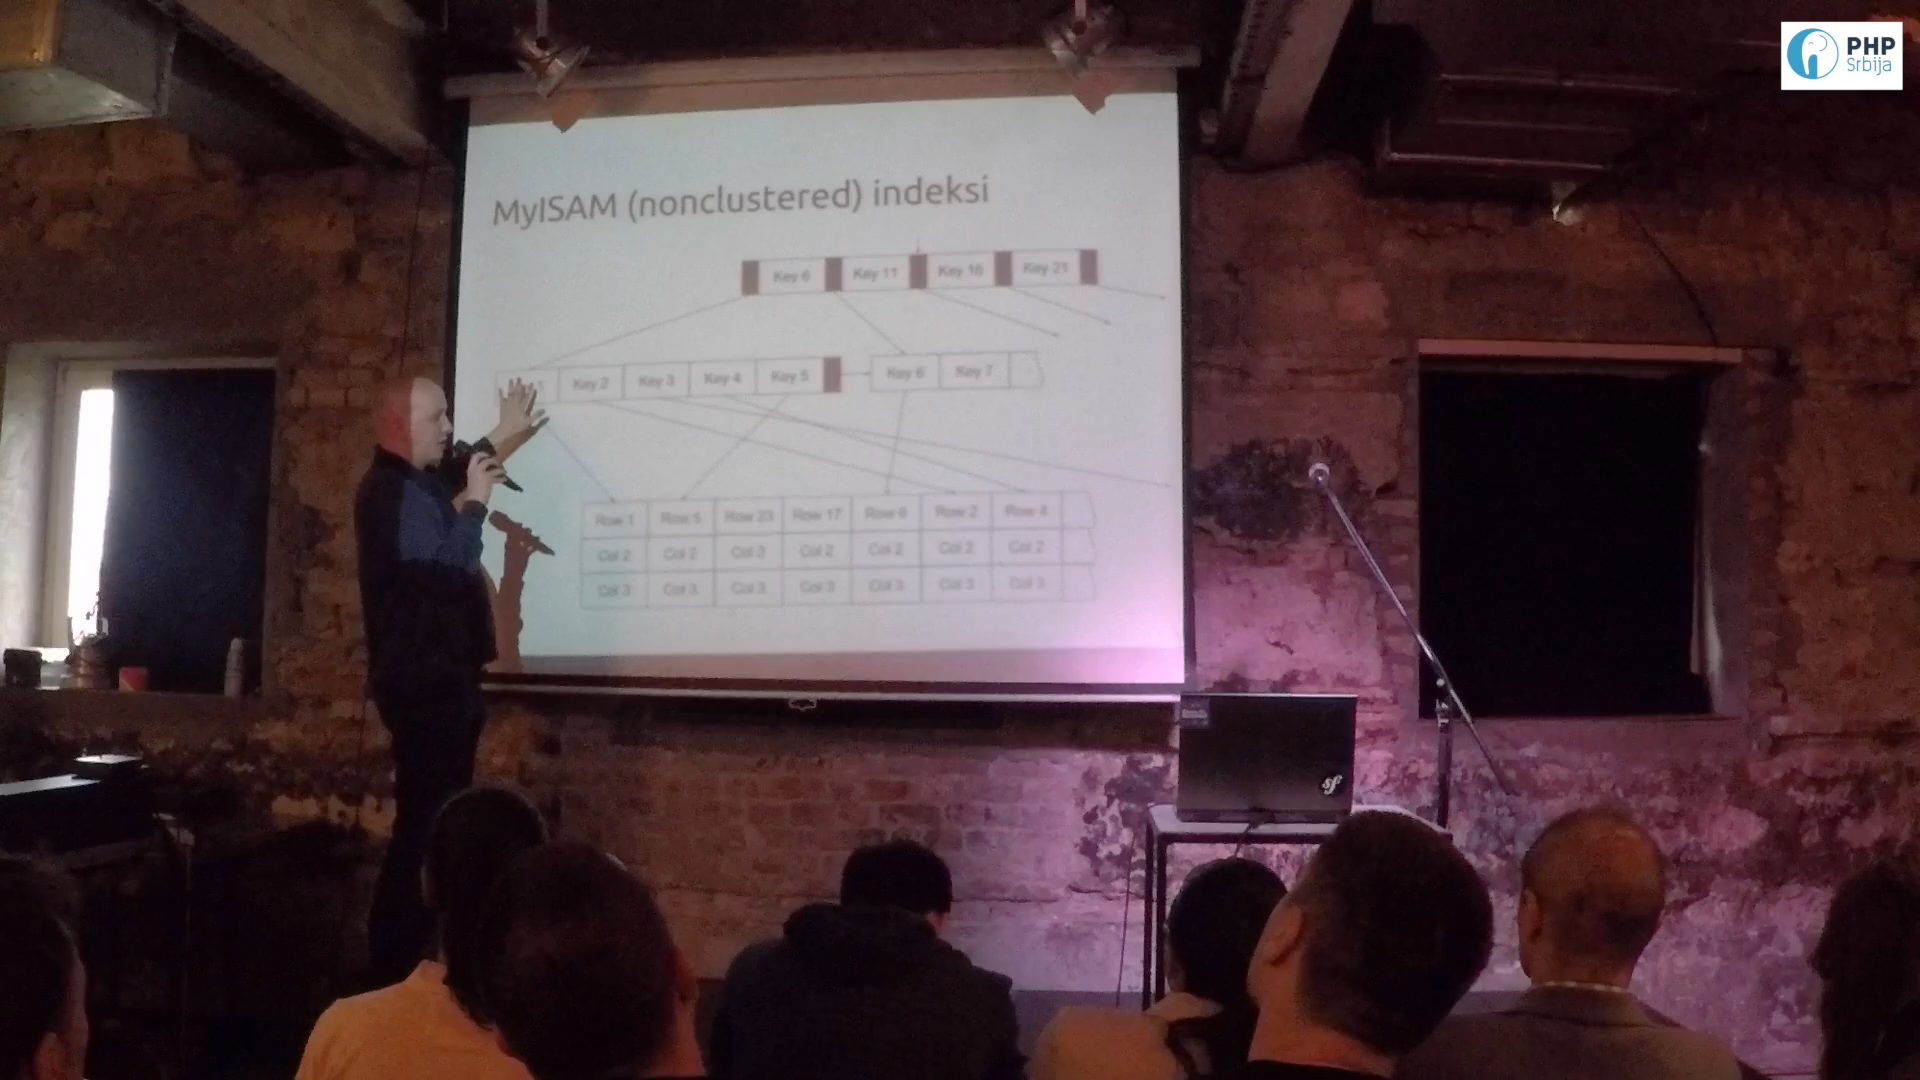 PHP
Srbija
MyISAM (nonclustered) indeksi
Key 6 Key 11 Key 16 Key 21
Key 2 Key 3 Key 4 Key 5 Key 6 Key 7
Row 1 Row 5 Row 23 Row 17 Row 6 Row 2 Row 4
Col 2 Col 2 Col 2 Col 2 Col 2 Col 2 Col 2
Col 3 Col 3 Col 3 Col 3 Col 3 Col 3 Col 3
sf